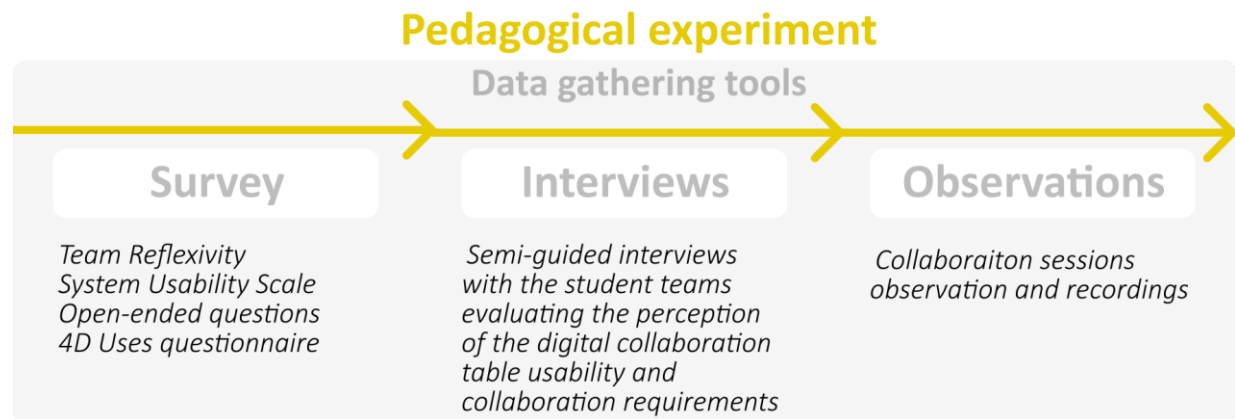 Pedagogical experiment
Data gathering tools
Survey
Team Reflexivity
System Usability Scale
Open-ended questions
4D Uses questionnaire
Interviews
Semi-guided interviews
with the student teams
evaluating the perception
of the digital collaboration
table usability and
collaboration requirements
Observations
Collaboraiton sessions
observation and recordings